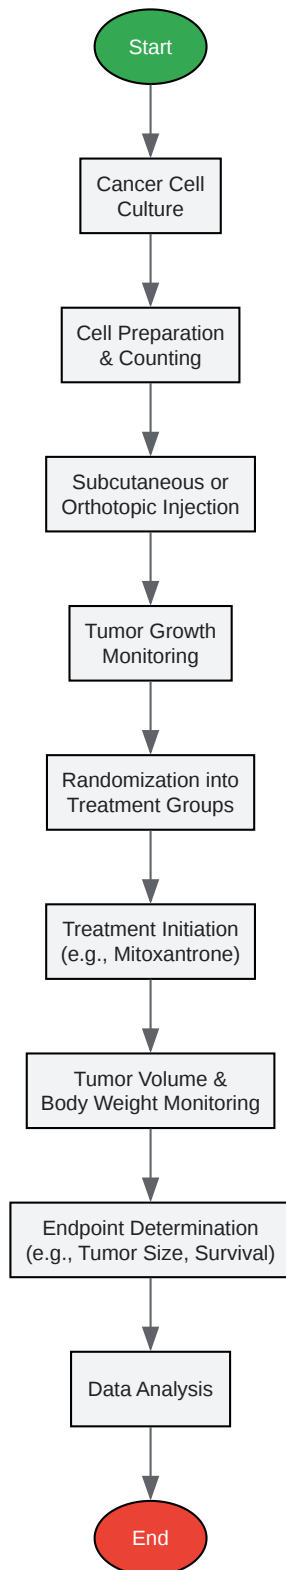 Start
Cancer Cell
Culture
Cell Preparation
& Counting
Subcutaneous or
Orthotopic Injection
Tumor Growth
Monitoring
Randomization into
Treatment Groups
Treatment Initiation
(e.g., Mitoxantrone)
Tumor Volume &
Body Weight Monitoring
Endpoint Determination
(e.g., Tumor Size, Survival)
Data Analysis
End